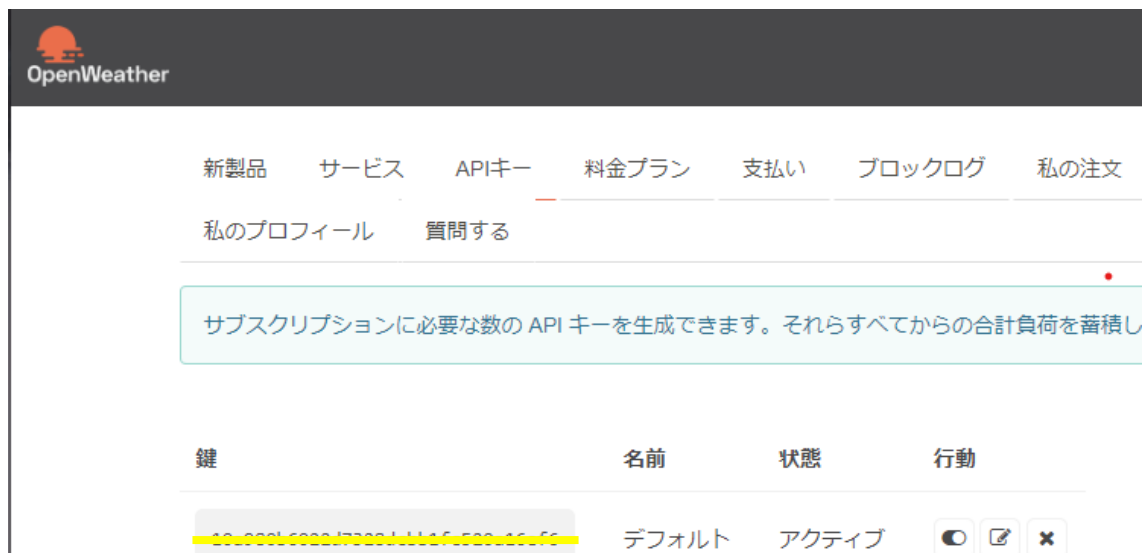 OpenWeather
新製品 サービス APIキー 料金プラン 支払い ブロックログ 私の注文
私のプロフィール 質問する
サブスクリプションに必要な数の API キーを生成できます。それらすべてからの合計負荷を蓄積し
鍵 名前 状態 行動
デフォルト アクティブ